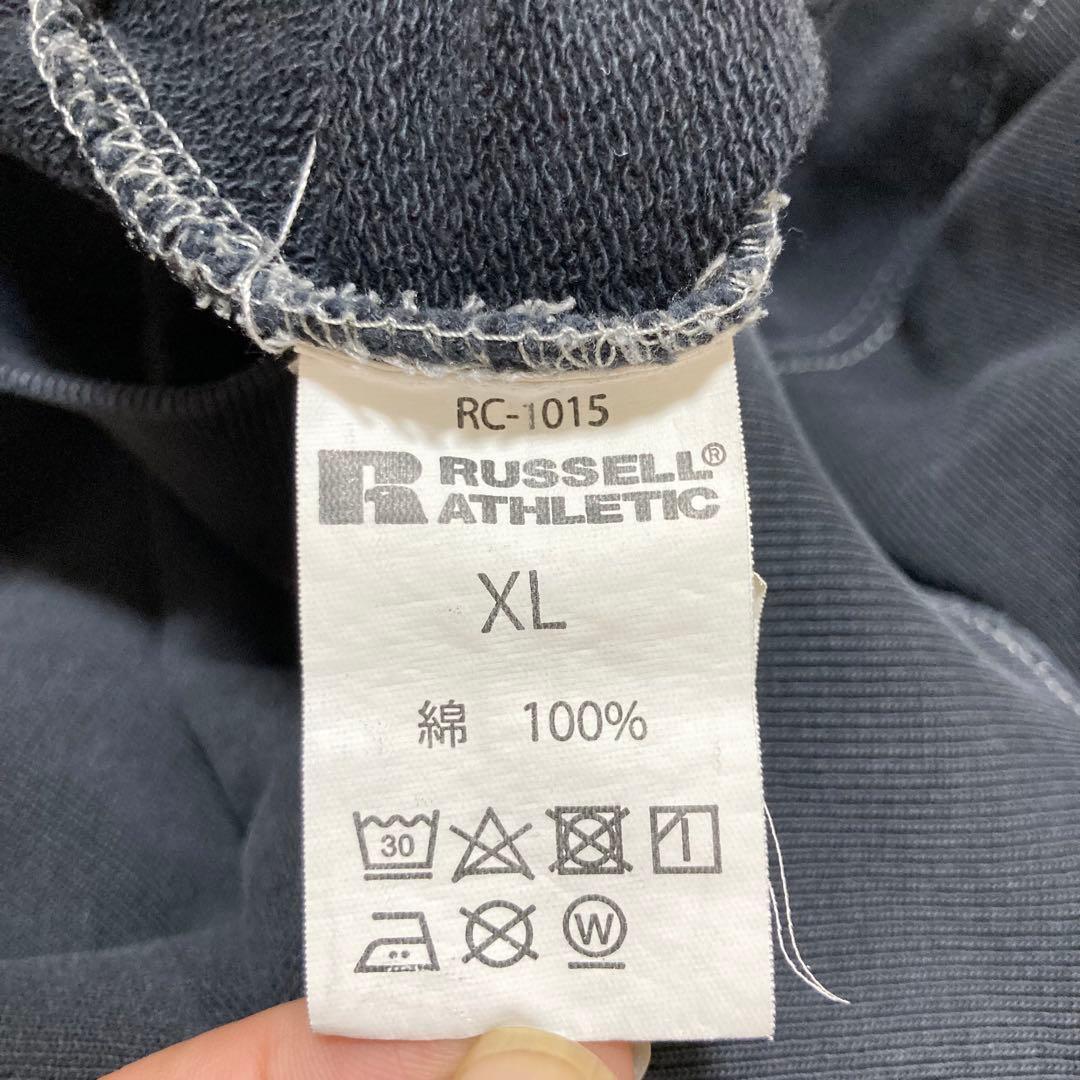 RC-1015
RUSSELL®
ATHLETIC
XL
綿 100%
30
W